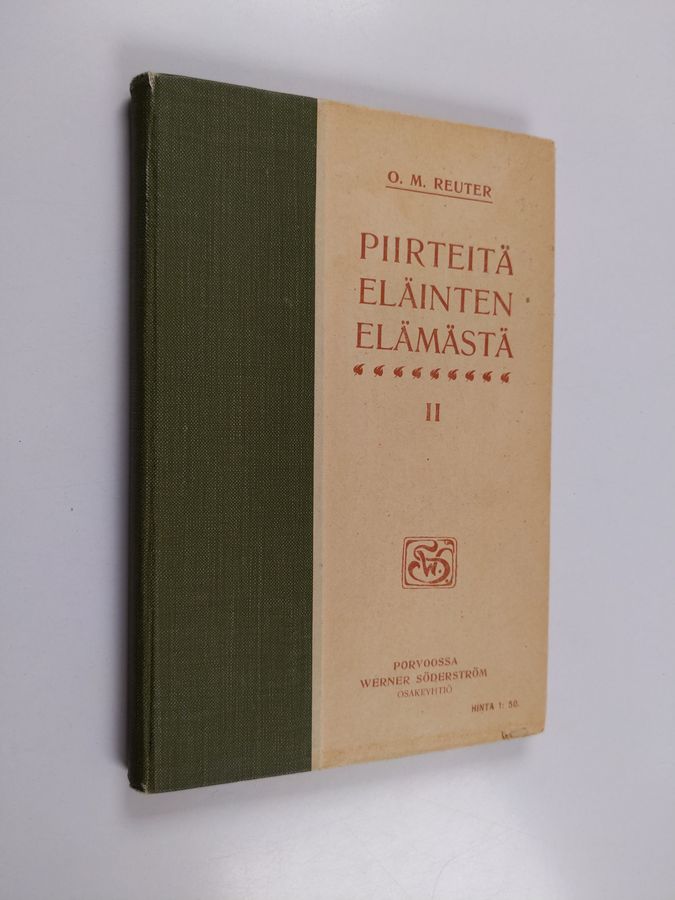 O. M. REUTER
PIIRTEITÄ
ELÄINTEN
ELÄMÄSTÄ
II
PORVOOSSA
WERNER SÖDERSTRÖM
OSAKEYHTIÖ
HINTA 1: 50.